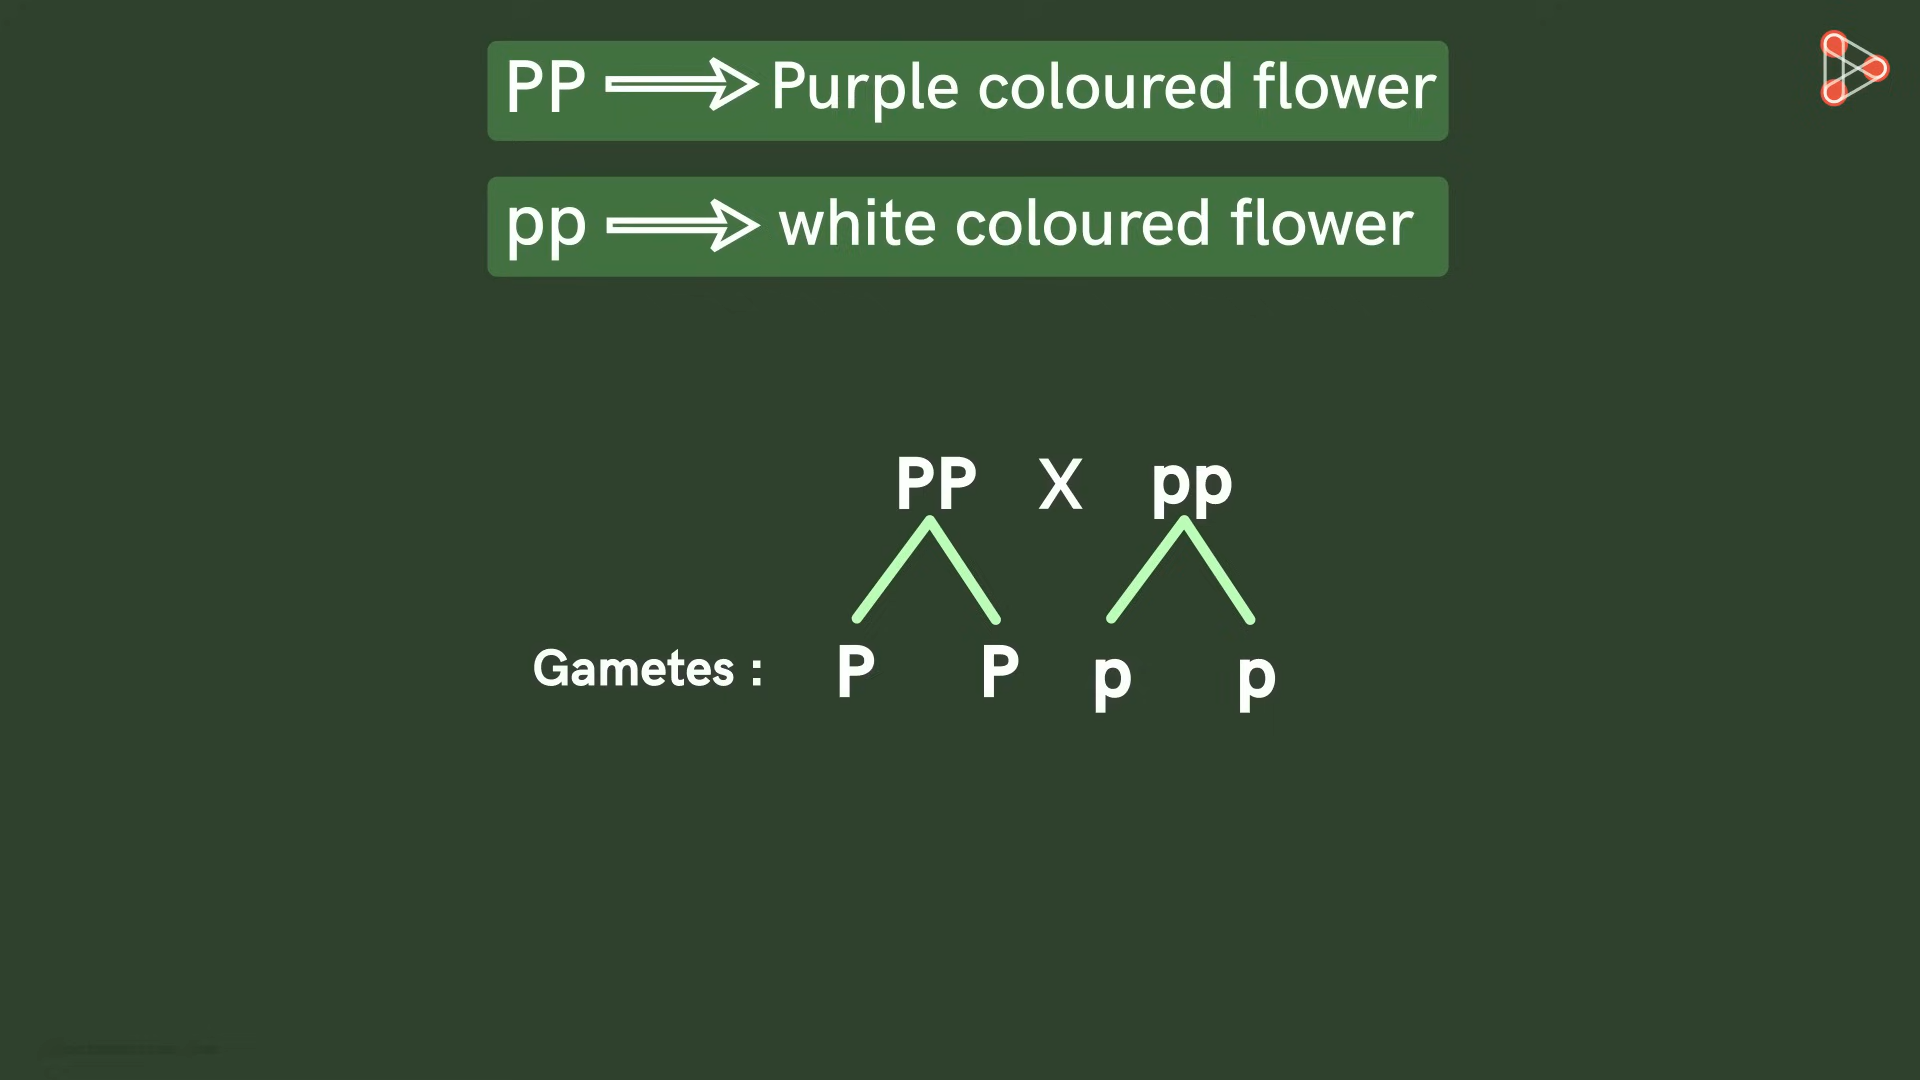 PP Purple coloured flower
pp white coloured flower
PP X pp
Gametes : P P p p